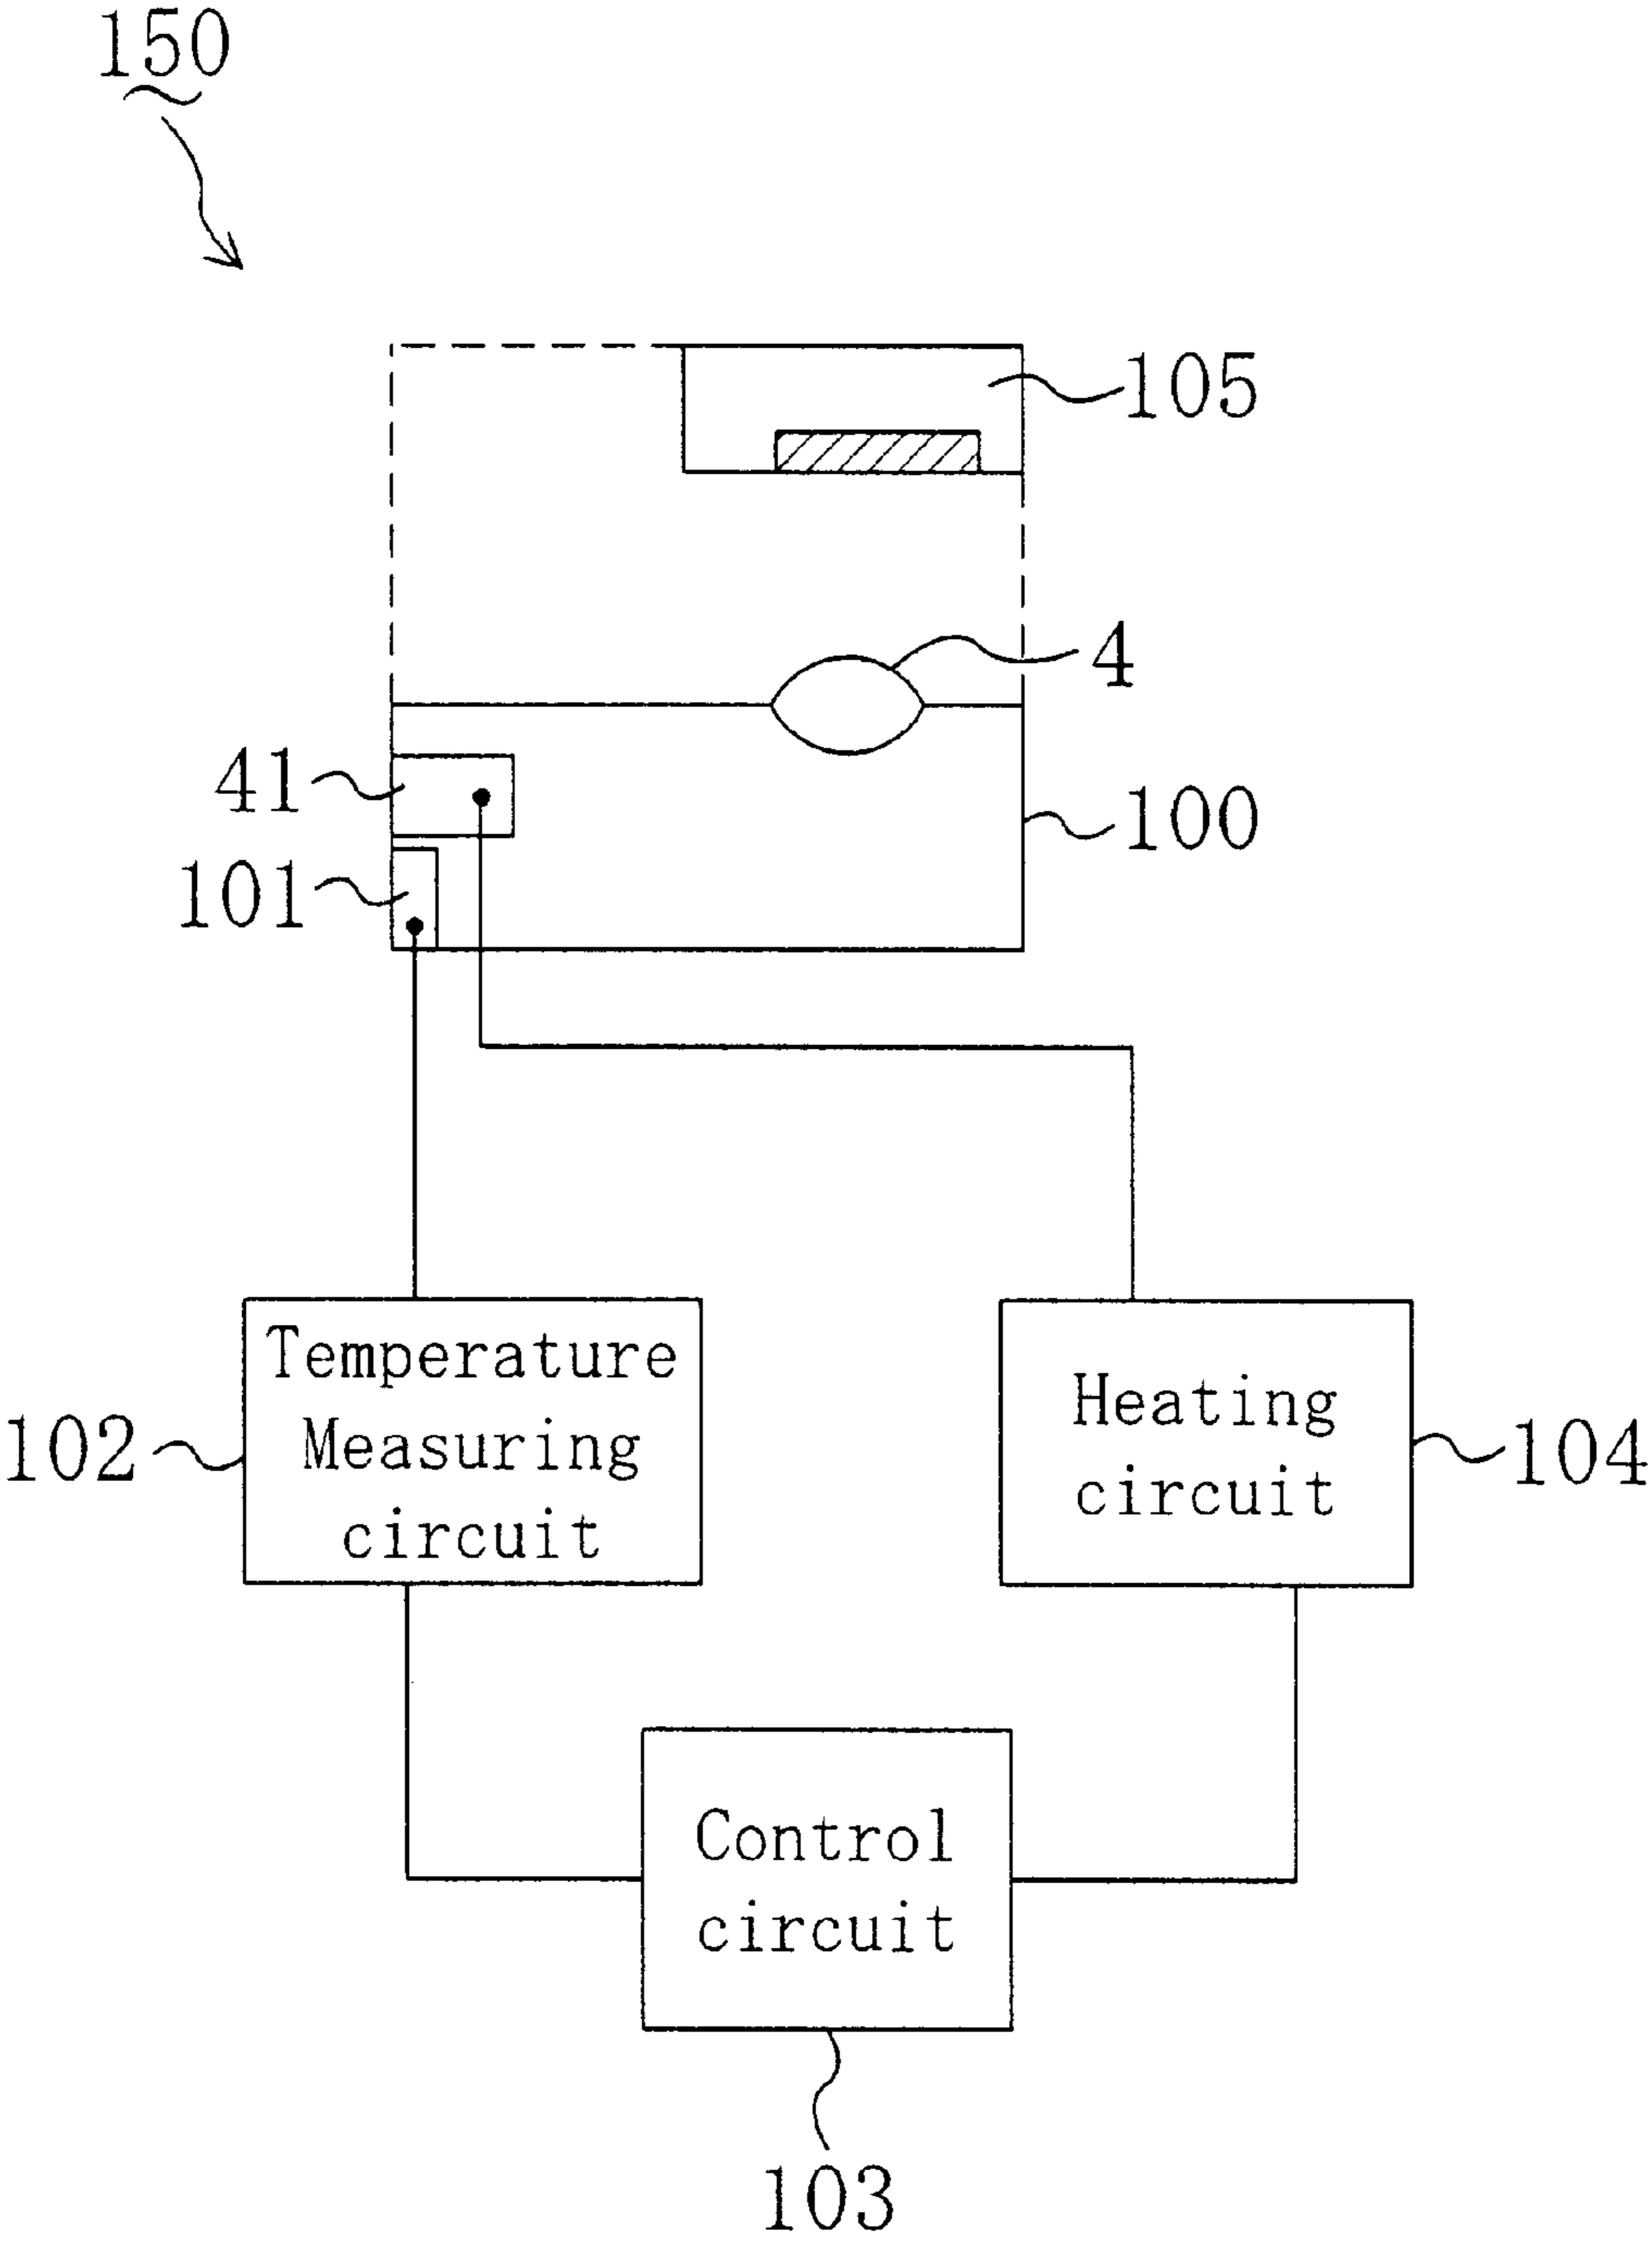 150
105
4
41
100
101
Temperature
Measuring
circuit
102
Heating
circuit
104
Control
circuit
103